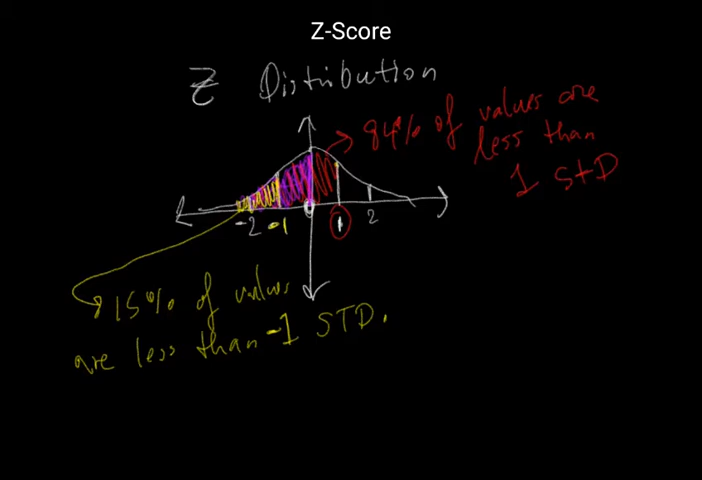 Z-Score
Z Distribution
84% of values are
less than
1 STD
-2 -1 0 1 2
15% of values
are less than -1 STD.